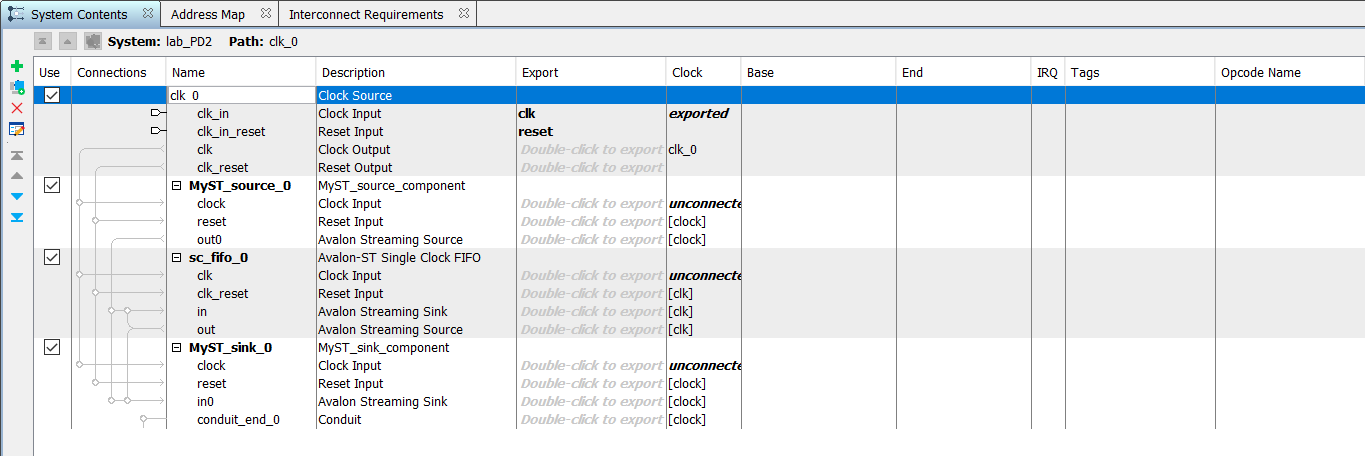 System Contents Address Map Interconnect Requirements
System: lab_PD2 Path: clk_0
Use Connections Name Description Export Clock Base End IRQ Tags Opcode Name
clk_0 Clock Source
clk_in Clock Input clk exported
clk_in_reset Reset Input reset
clk Clock Output Double-click to export clk_0
clk_reset Reset Output Double-click to export
MyST_source_0 MyST_source_component
clock Clock Input Double-click to export unconnecte
reset Reset Input Double-click to export [clock]
out0 Avalon Streaming Source Double-click to export [clock]
sc_fifo_0 Avalon-ST Single Clock FIFO
clk Clock Input Double-click to export unconnecte
clk_reset Reset Input Double-click to export [clk]
in Avalon Streaming Sink Double-click to export [clk]
out Avalon Streaming Source Double-click to export [clk]
MyST_sink_0 MyST_sink_component
clock Clock Input Double-click to export unconnecte
reset Reset Input Double-click to export [clock]
in0 Avalon Streaming Sink Double-click to export [clock]
conduit_end_0 Conduit Double-click to export [clock]